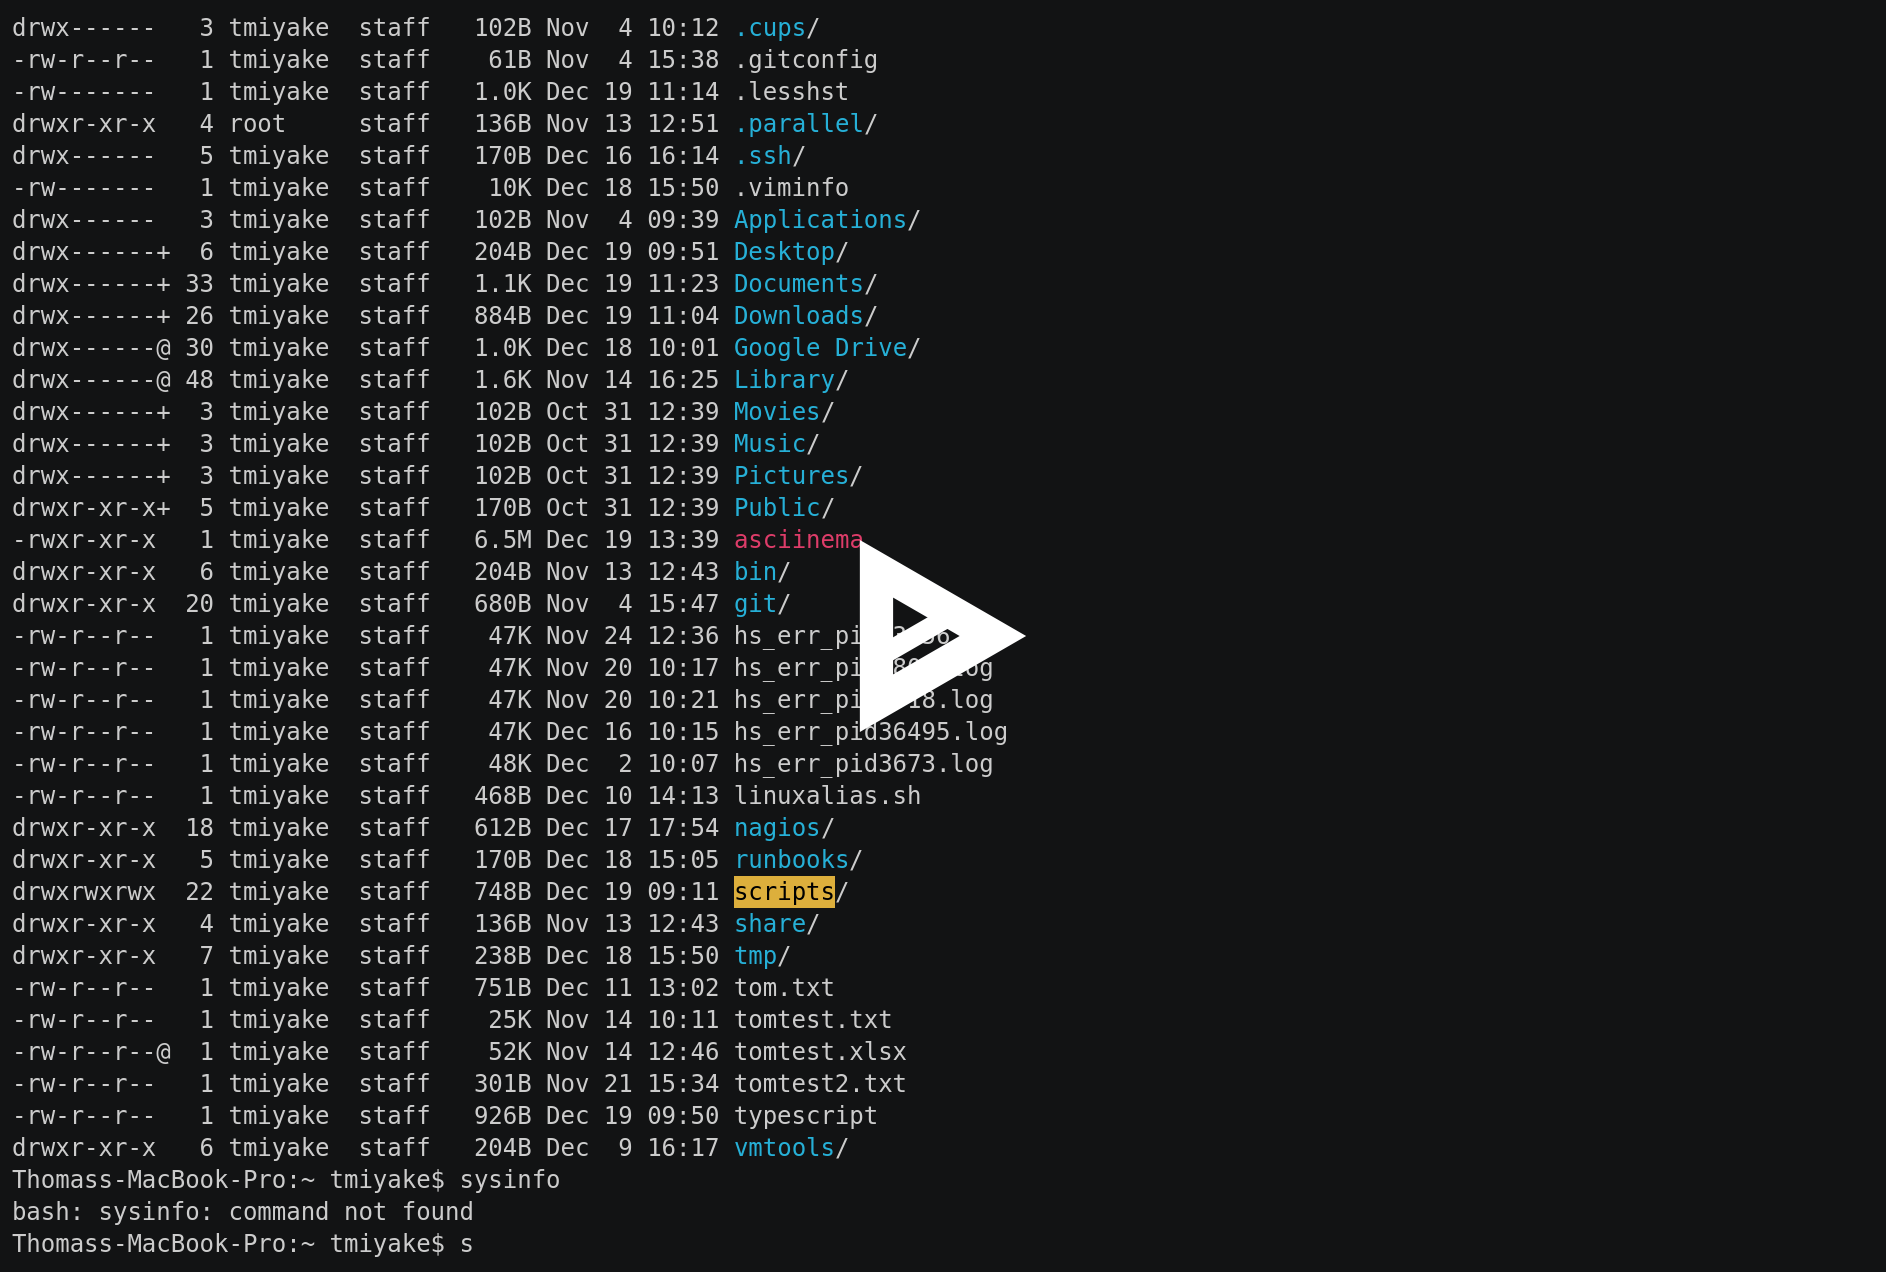 drwx------   3 tmiyake  staff   102B Nov  4 10:12 .cups/
-rw-r--r--   1 tmiyake  staff    61B Nov  4 15:38 .gitconfig
-rw-------   1 tmiyake  staff   1.0K Dec 19 11:14 .lesshst
drwxr-xr-x   4 root     staff   136B Nov 13 12:51 .parallel/
drwx------   5 tmiyake  staff   170B Dec 16 16:14 .ssh/
-rw-------   1 tmiyake  staff    10K Dec 18 15:50 .viminfo
drwx------   3 tmiyake  staff   102B Nov  4 09:39 Applications/
drwx------+  6 tmiyake  staff   204B Dec 19 09:51 Desktop/
drwx------+ 33 tmiyake  staff   1.1K Dec 19 11:23 Documents/
drwx------+ 26 tmiyake  staff   884B Dec 19 11:04 Downloads/
drwx------@ 30 tmiyake  staff   1.0K Dec 18 10:01 Google Drive/
drwx------@ 48 tmiyake  staff   1.6K Nov 14 16:25 Library/
drwx------+  3 tmiyake  staff   102B Oct 31 12:39 Movies/
drwx------+  3 tmiyake  staff   102B Oct 31 12:39 Music/
drwx------+  3 tmiyake  staff   102B Oct 31 12:39 Pictures/
drwxr-xr-x+  5 tmiyake  staff   170B Oct 31 12:39 Public/
-rwxr-xr-x   1 tmiyake  staff   6.5M Dec 19 13:39 asciinema
drwxr-xr-x   6 tmiyake  staff   204B Nov 13 12:43 bin/
drwxr-xr-x  20 tmiyake  staff   680B Nov  4 15:47 git/
-rw-r--r--   1 tmiyake  staff    47K Nov 24 12:36
-rw-r--r--   1 tmiyake  staff    47K Nov 20 10:17
-rw-r--r--   1 tmiyake  staff    47K Nov 20 10:21
-rw-r--r--   1 tmiyake  staff    47K Dec 16 10:15 hs_err_pid36495.log
-rw-r--r--   1 tmiyake  staff    48K Dec  2 10:07 hs_err_pid3673.log
-rw-r--r--   1 tmiyake  staff   468B Dec 10 14:13 linuxalias.sh
drwxr-xr-x  18 tmiyake  staff   612B Dec 17 17:54 nagios/
drwxr-xr-x   5 tmiyake  staff   170B Dec 18 15:05 runbooks/
drwxrwxrwx  22 tmiyake  staff   748B Dec 19 09:11 scripts/
drwxr-xr-x   4 tmiyake  staff   136B Nov 13 12:43 share/
drwxr-xr-x   7 tmiyake  staff   238B Dec 18 15:50 tmp/
-rw-r--r--   1 tmiyake  staff   751B Dec 11 13:02 tom.txt
-rw-r--r--   1 tmiyake  staff    25K Nov 14 10:11 tomtest.txt
-rw-r--r--@  1 tmiyake  staff    52K Nov 14 12:46 tomtest.xlsx
-rw-r--r--   1 tmiyake  staff   301B Nov 21 15:34 tomtest2.txt
-rw-r--r--   1 tmiyake  staff   926B Dec 19 09:50 typescript
drwxr-xr-x   6 tmiyake  staff   204B Dec  9 16:17 vmtools/
Thomass-MacBook-Pro:~ tmiyake$ sysinfo
bash: sysinfo: command not found
Thomass-MacBook-Pro:~ tmiyake$ s